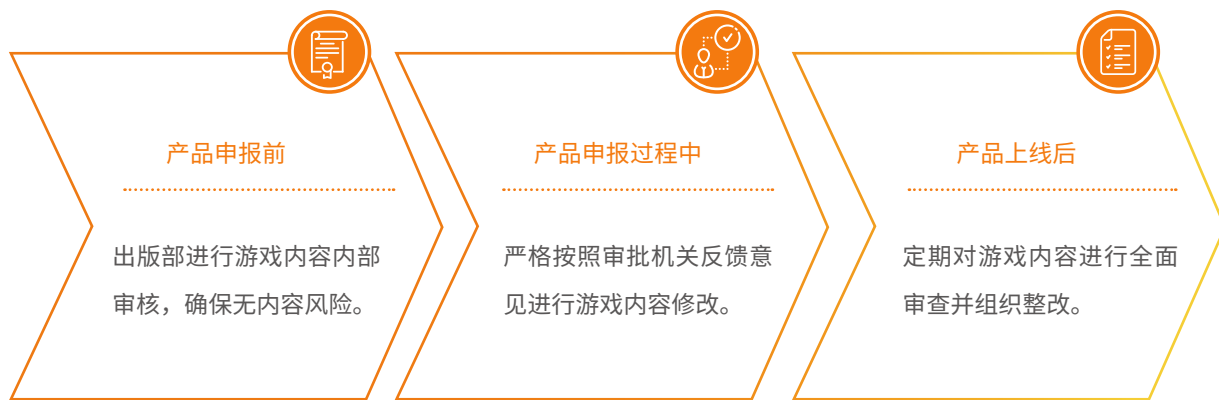 产品申报前
出版部进行游戏内容内部
审核，确保无内容风险。
产品申报过程中
严格按照审批机关反馈意
见进行游戏内容修改。
产品上线后
定期对游戏内容进行全面
审查并组织整改。